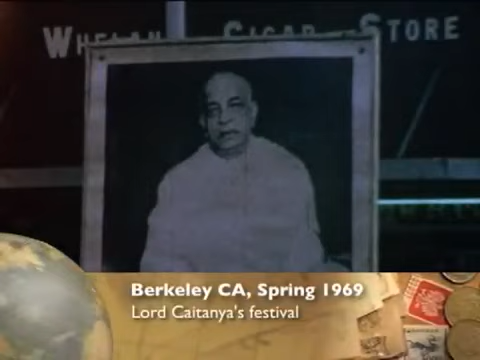 WHELAN CIGAR STORE
Berkeley CA, Spring 1969
Lord Caitanya's festival